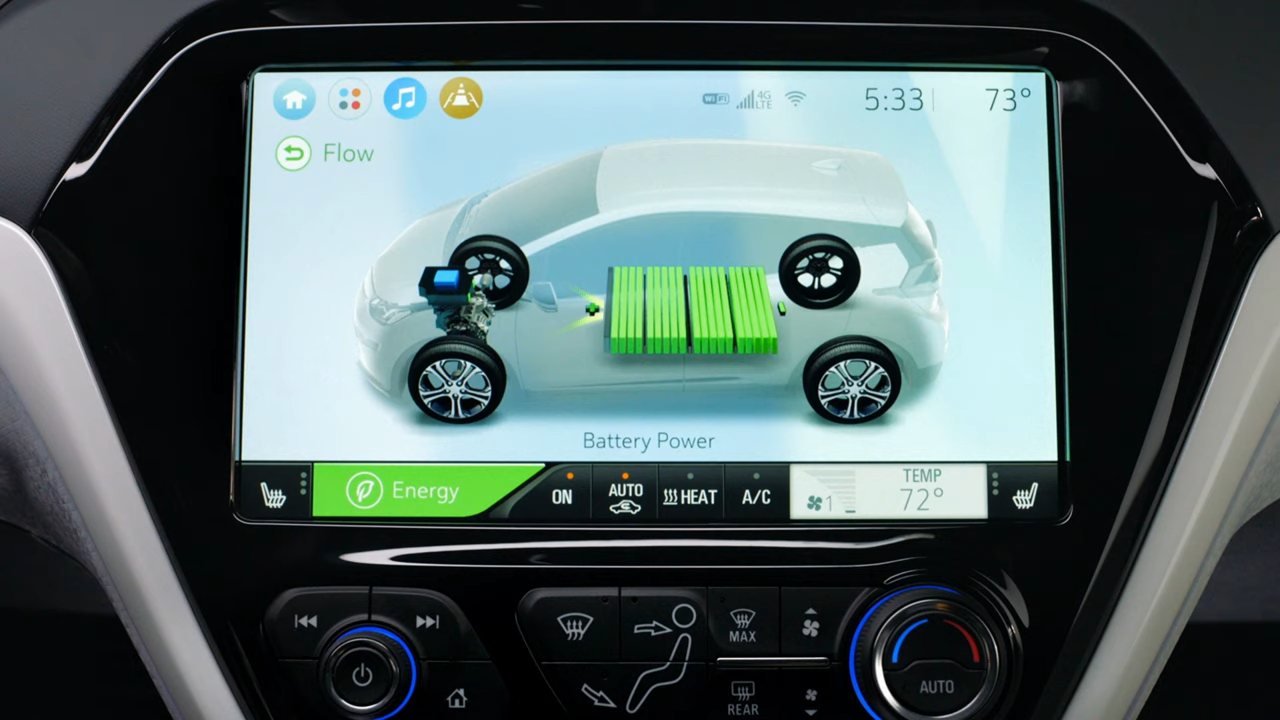 WiFi 4G LTE 5:33 73°
Flow
Battery Power
Energy
ON
AUTO
HEAT
A/C
1
TEMP
72°
MAX
REAR
AUTO